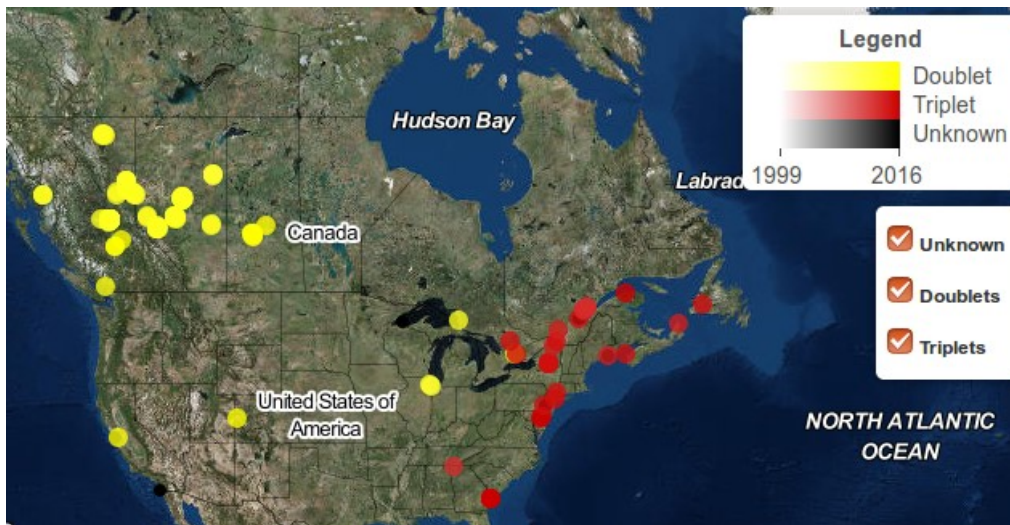 Legend
Doublet
Triplet
Unknown
1999 2016
Hudson Bay
Labrad
Canada
Unknown
Doublets
Triplets
United States of
America
NORTH ATLANTIC
OCEAN